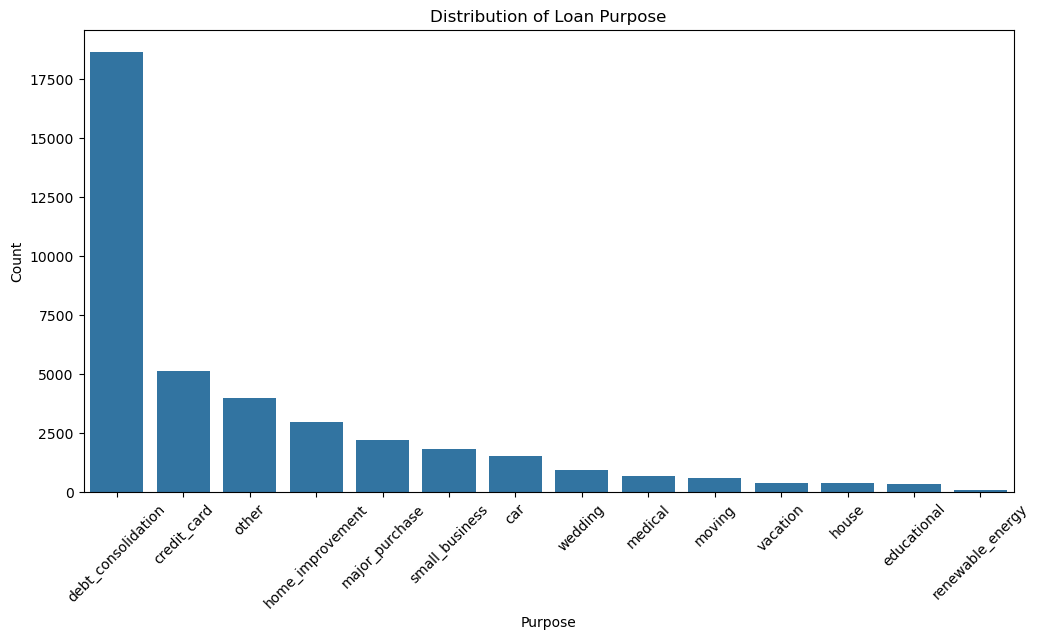 Distribution of Loan Purpose
17500
15000
12500
10000
7500
5000
2500
0
Count
debt_consolidation
credit_card
other
home_improvement
major_purchase
small_business
car
wedding
medical
moving
vacation
house
educational
renewable_energy
Purpose